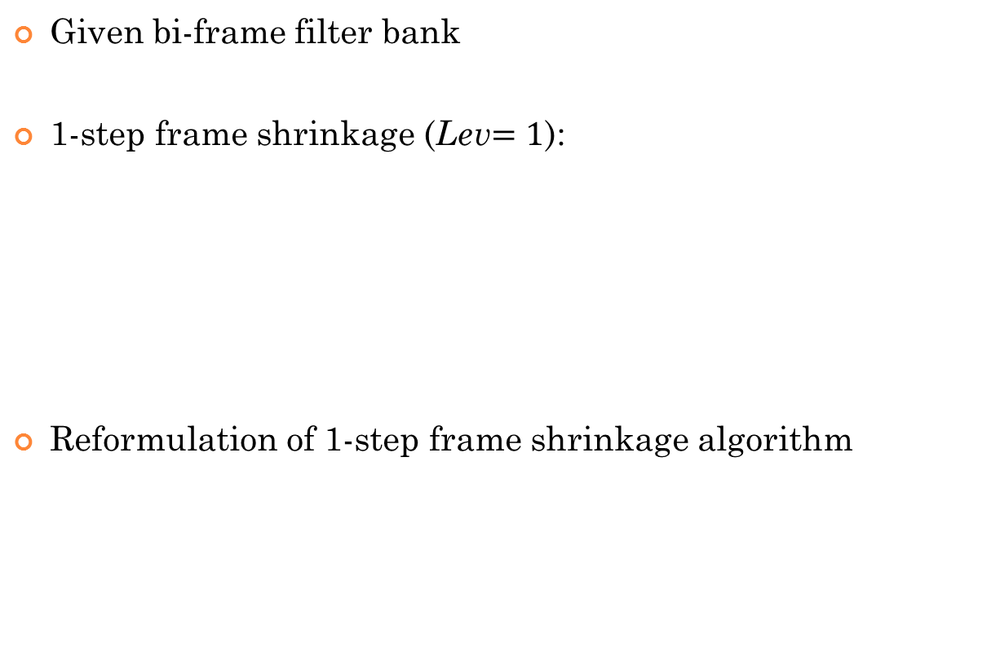 Given bi-frame filter bank
1-step frame shrinkage (Lev= 1):
Reformulation of 1-step frame shrinkage algorithm